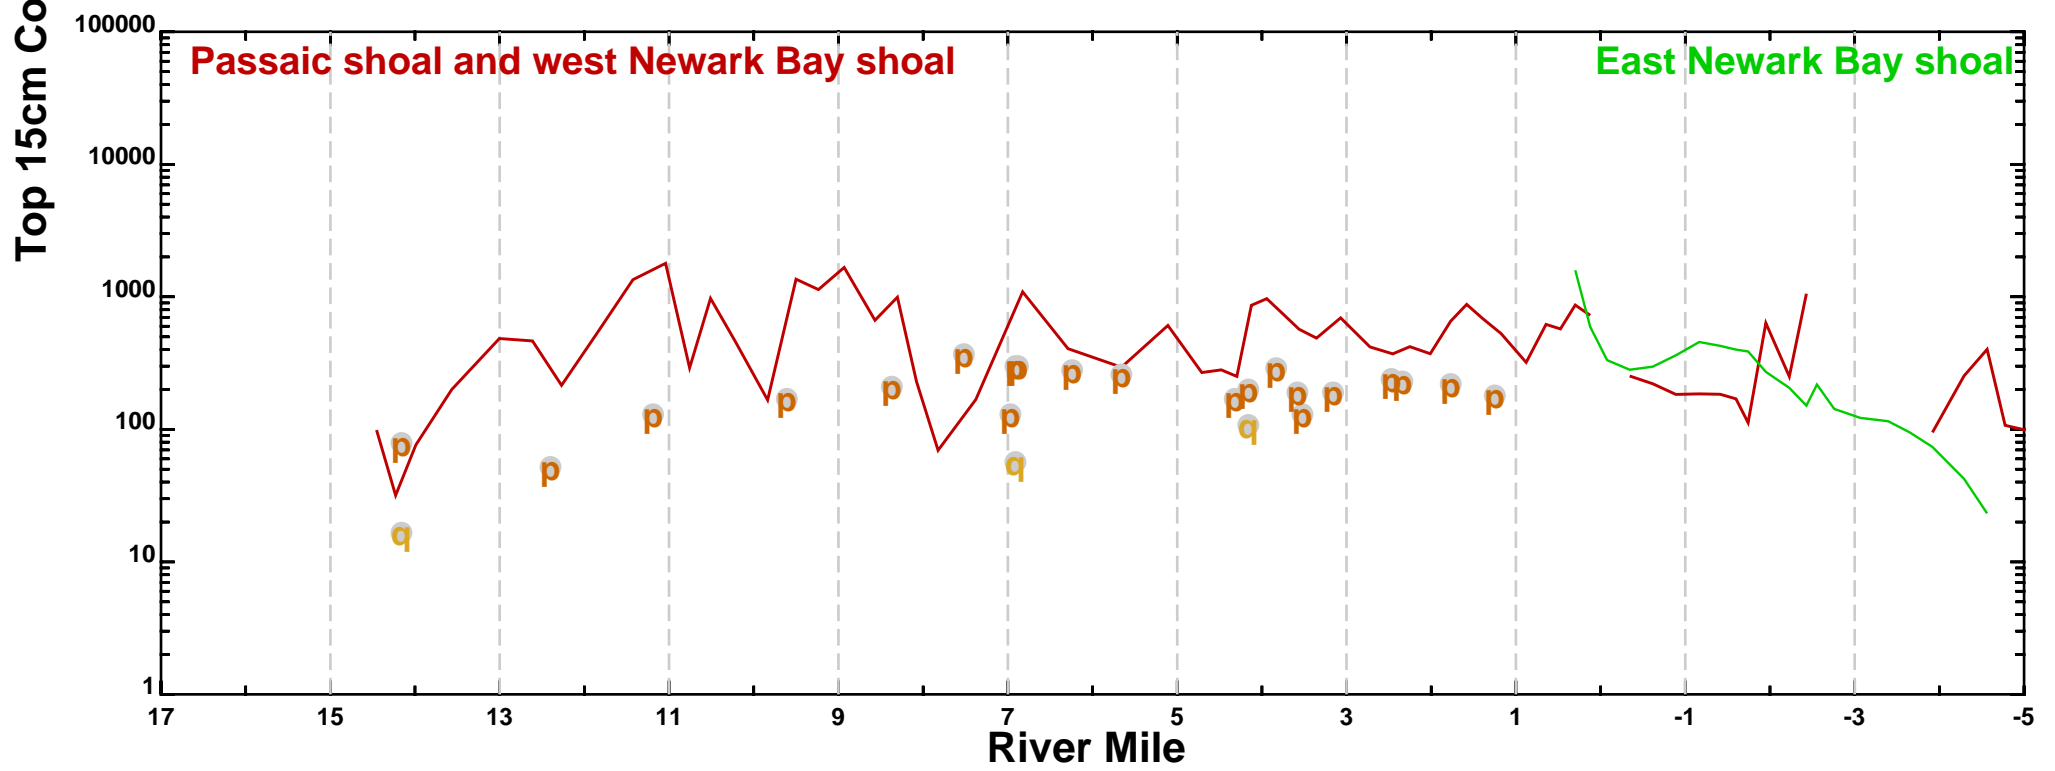 Top 15cm Co
100000
10000
1000
100
10
1
Passaic shoal and west Newark Bay shoal
East Newark Bay shoal
p
q
p
p
p
p
p
p
p
p
q
p
p
p
p
q
p
p
p
p
p
p
p
p
17 15 13 11 9 7 5 3 1 -1 -3 -5
River Mile